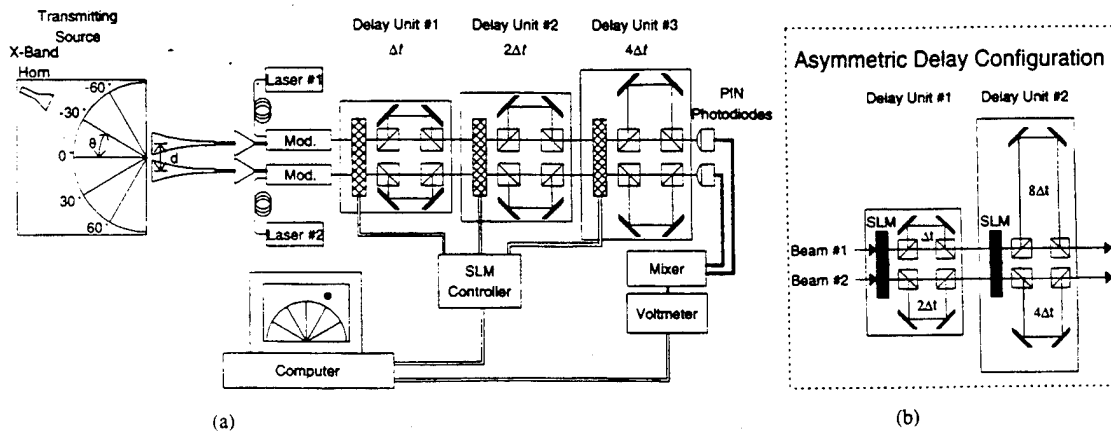 Transmitting
Source
X-Band
Horn
-60°
-30°
0°
30°
60°
θ
d
Laser #1
Laser #2
Mod.
Mod.
Delay Unit #1
Δt
Delay Unit #2
2Δt
Delay Unit #3
4Δt
PIN
Photodiodes
SLM
Controller
Mixer
Voltmeter
Computer
(a)
Asymmetric Delay Configuration
Delay Unit #1
Delay Unit #2
8Δt
SLM
SLM
Δt
Beam #1
Beam #2
2Δt
4Δt
(b)